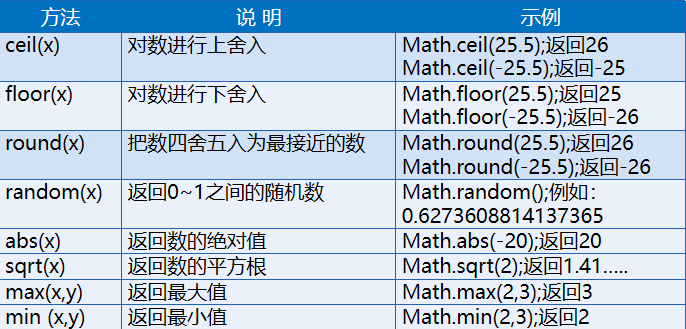 方法 说 明 示例
ceil(x) 对数进行上舍入 Math.ceil(25.5);返回26
Math.ceil(-25.5);返回-25
floor(x) 对数进行下舍入 Math.floor(25.5);返回25
Math.floor(-25.5);返回-26
round(x) 把数四舍五入为最接近的数 Math.round(25.5);返回26
Math.round(-25.5);返回-26
random(x) 返回0~1之间的随机数 Math.random();例如：
0.6273608814137365
abs(x) 返回数的绝对值 Math.abs(-20);返回20
sqrt(x) 返回数的平方根 Math.sqrt(2);返回1.41.....
max(x,y) 返回最大值 Math.max(2,3);返回3
min (x,y) 返回最小值 Math.min(2,3);返回2